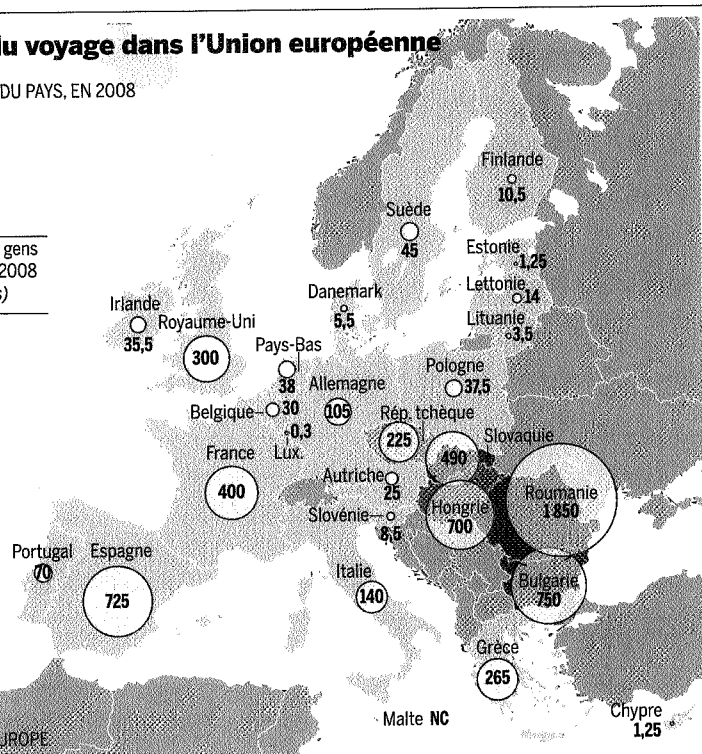 du voyage dans l'Union européenne
DU PAYS, EN 2008
gens
2008
s)
Finlande
10,5
Suède
45
Estonie
1,25
Lettonie
14
Lituanie
3,5
Danemark
5,5
Irlande
35,5
Royaume-Uni
300
Pays-Bas
38
Belgique
30
Allemagne
105
Pologne
37,5
Rép. tchèque
225
Slovaquie
490
Lux.
0,3
France
400
Autriche
25
Slovénie
8,5
Hongrie
700
Roumanie
1 850
Portugal
70
Espagne
725
Italie
140
Bulgarie
750
Grèce
265
Malte NC
Chypre
1,25
EUROPE